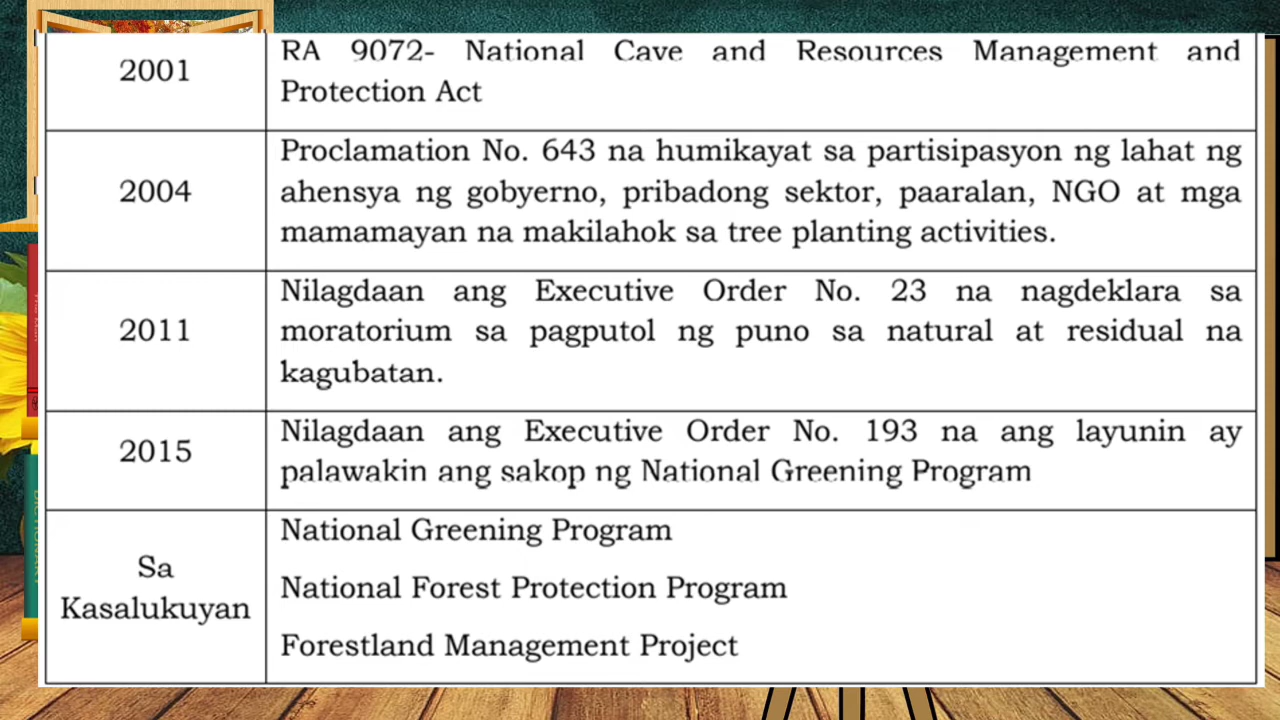 2001
RA 9072- National Cave and Resources Management and
Protection Act
2004
Proclamation No. 643 na humikayat sa partisipasyon ng lahat ng
ahensya ng gobyerno, pribadong sektor, paaralan, NGO at mga
mamamayan na makilahok sa tree planting activities.
2011
Nilagdaan ang Executive Order No. 23 na nagdeklara sa
moratorium sa pagputol ng puno sa natural at residual na
kagubatan.
2015
Nilagdaan ang Executive Order No. 193 na ang layunin ay
palawakin ang sakop ng National Greening Program
Sa
Kasalukuyan
National Greening Program
National Forest Protection Program
Forestland Management Project